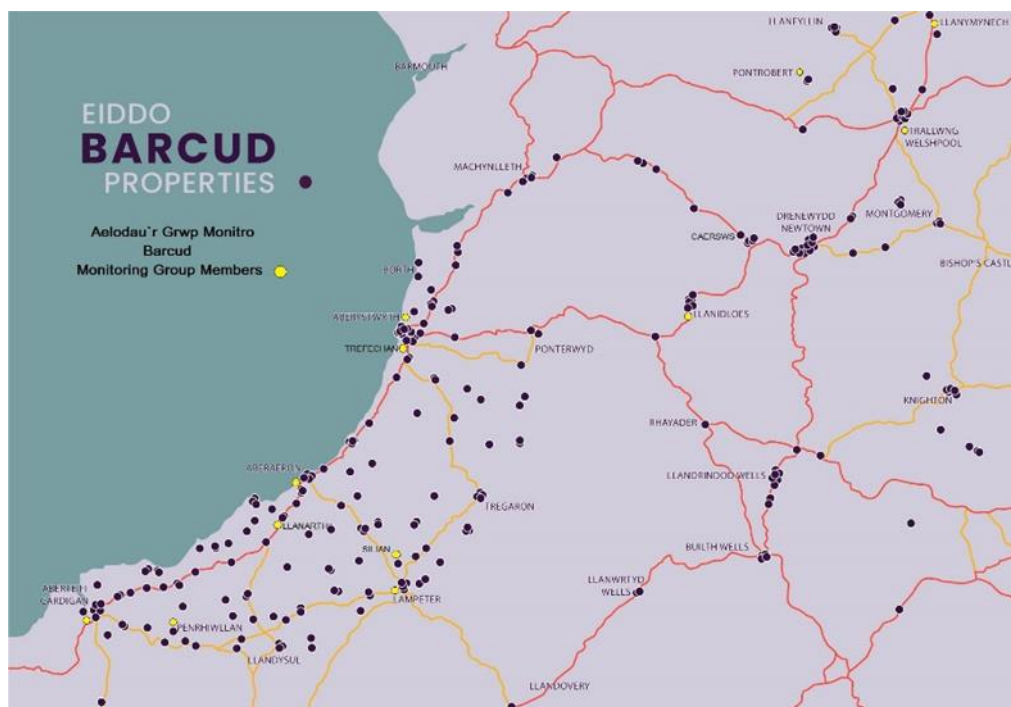 EIDDO
BARCUD
PROPERTIES
Aelodau'r Grwp Monitro
Barcud
Monitoring Group Members
BARMOUTH
LLANFYLLIN
LLANYMYNECH
PONTROBERT
TRALLWNG
WELSHPOOL
MACHYNLLETH
MONTGOMERY
DRENEWYDD
NEWTOWN
CAERSWS
BISHOP'S CASTL
BORTH
ABERYSTWYTH
LLANIDLOES
TREFECHAN
PONTERWYD
KNIGHTON
RHAYADER
ABERAERON
LLANDRINDOOD WELLS
TREGARON
LLANARTH
SILIAN
BUILTH WELLS
ABERTEIFI
CARDIGAN
LLANWRTYD
WELLS
LAMPETER
PENRHIWLLAN
LLANDYSUL
LLANDOVERY